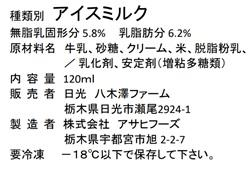 種類別 アイスミルク
無脂乳固形分 5.8% 乳脂肪分 6.2%
原材料名 牛乳、砂糖、クリーム、米、脱脂粉乳、
/ 乳化剤、安定剤(増粘多糖類)
内 容 量 120ml
販 売 者 日光 八木澤ファーム
栃木県日光市瀬尾2924-1
製 造 者 株式会社 アサヒフーズ
栃木県宇都宮市旭 2-2-7
要冷凍 -18℃以下で保存して下さい。